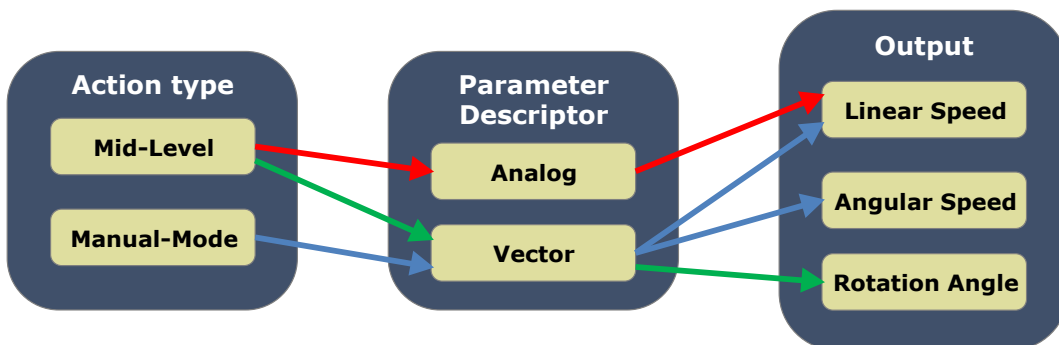 Action type
Mid-Level
Manual-Mode
Parameter
Descriptor
Analog
Vector
Output
Linear Speed
Angular Speed
Rotation Angle